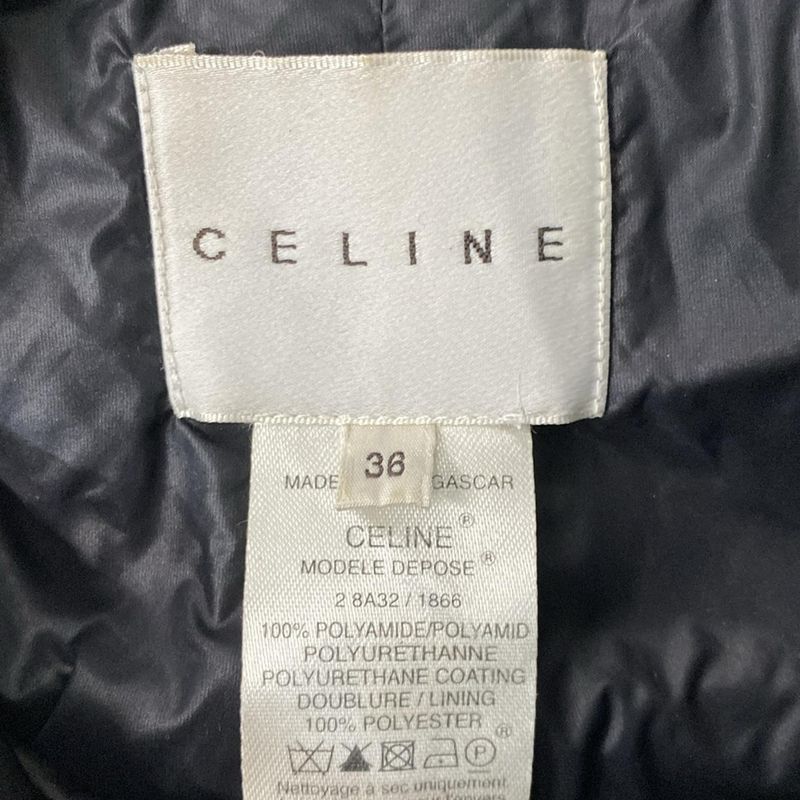 CELINE
36
MADE GASCAR
CELINE®
MODELE DEPOSE®
2 8A32 / 1866
100% POLYAMIDE/POLYAMID
POLYURETHANNE
POLYURETHANE COATING
DOUBLURE / LINING
100% POLYESTER
P ®
Nettoyage à sec uniquement